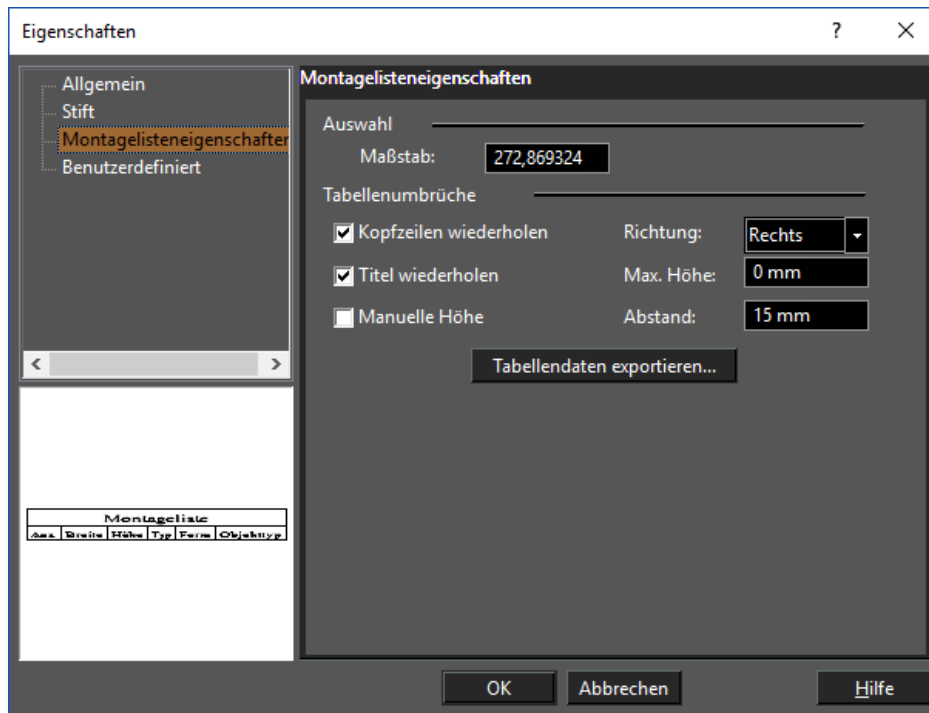 Eigenschaften
?
Allgemein
Stift
Montagelisteneigenschafter
Benutzerdefiniert
Montageliste
Anz. Breite Höhe Typ Form Objekttyp
Montagelisteneigenschaften
Auswahl
Maßstab: 272,869324
Tabellenumbrüche
Kopfzeilen wiederholen Richtung: Rechts
Titel wiederholen Max. Höhe: 0 mm
Manuelle Höhe Abstand: 15 mm
Tabellendaten exportieren...
OK Abbrechen Hilfe